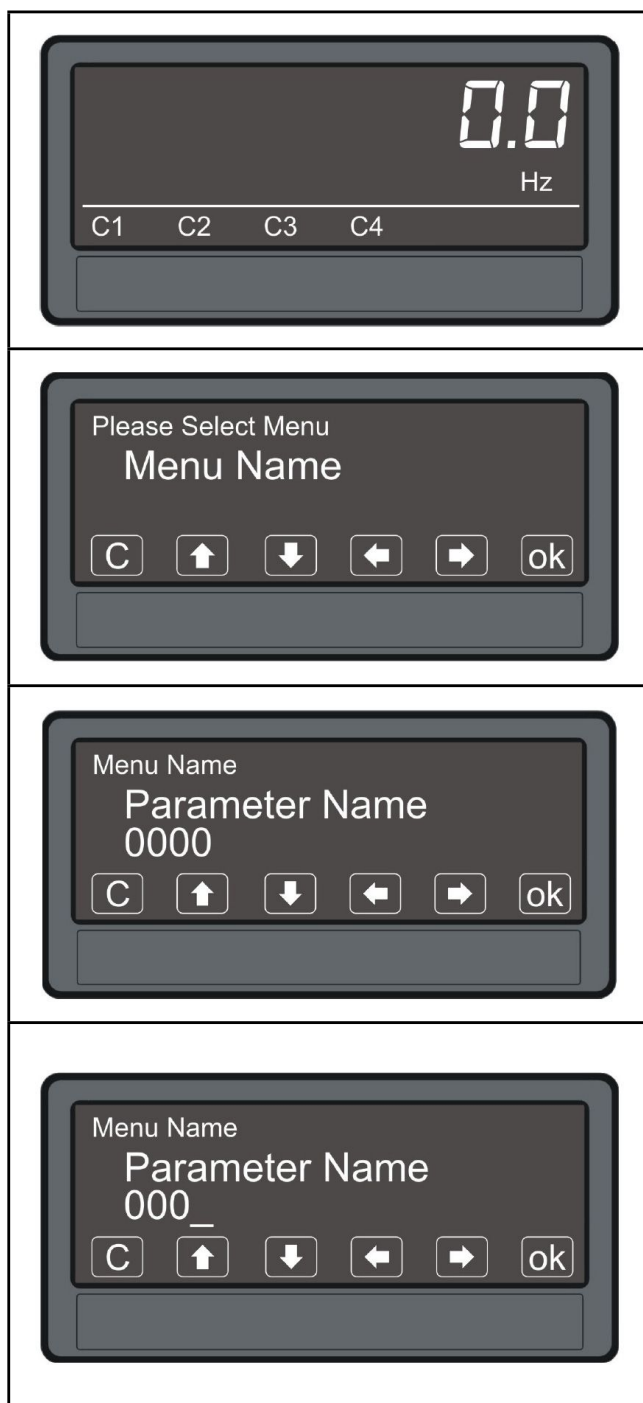 0.0
Hz
C1 C2 C3 C4
Please Select Menu
Menu Name
C ok
Menu Name
Parameter Name
0000
C ok
Menu Name
Parameter Name
000_
C ok